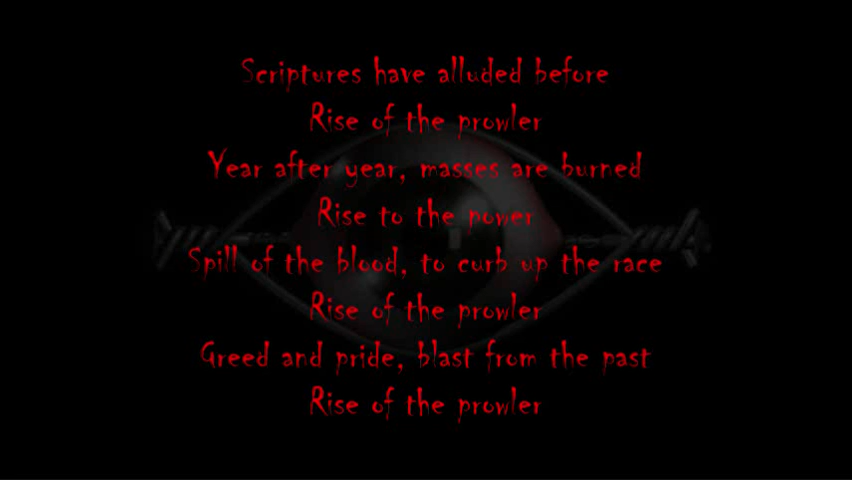 Scriptures have alluded before
Rise of the prowler
Year after year, masses are burned
Rise to the power
Spill of the blood, to curb up the race
Rise of the prowler
Greed and pride, blast from the past
Rise of the prowler